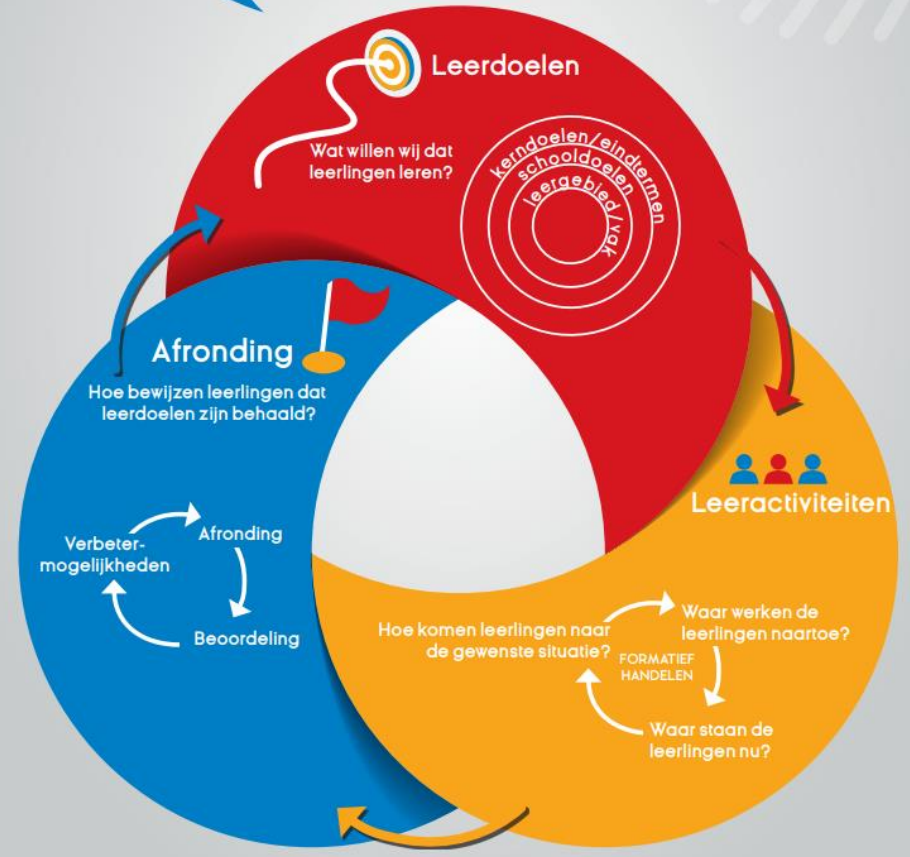 Leerdoelen
Wat willen wij dat
leerlingen leren?
kerndoelen/eindtermen
schooldoelen
leergebied/vak
Afronding
Hoe bewijzen leerlingen dat
leerdoelen zijn behaald?
Verbeter-
mogelijkheden
Afronding
Beoordeling
Leeractiviteiten
Hoe komen leerlingen naar
de gewenste situatie?
Waar werken de
leerlingen naartoe?
FORMATIEF
HANDELEN
Waar staan de
leerlingen nu?